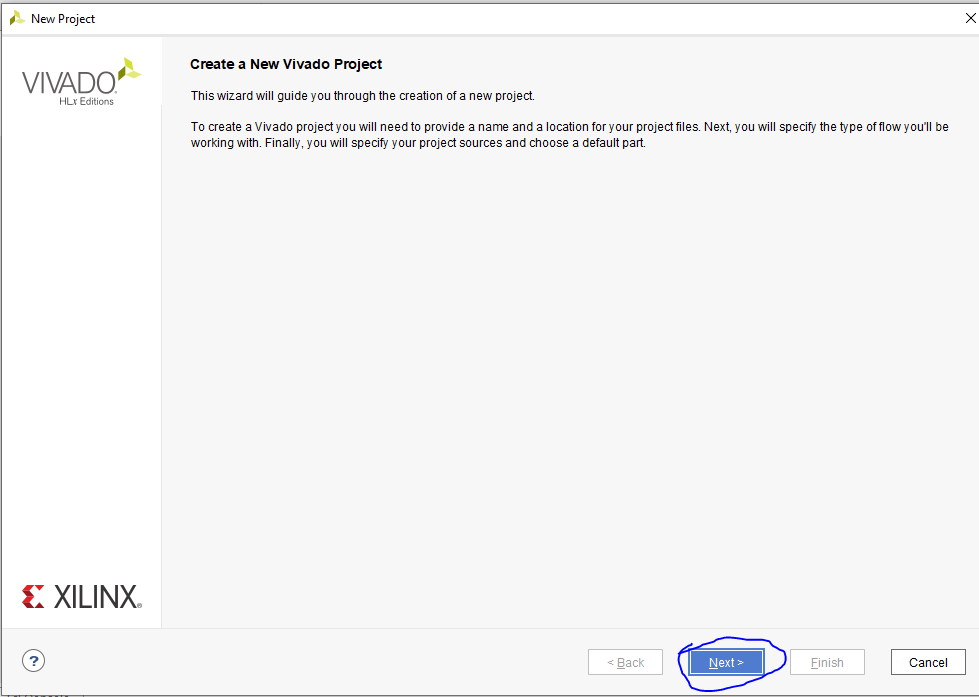 New Project
VIVADO
HLx Editions
Create a New Vivado Project
This wizard will guide you through the creation of a new project.
To create a Vivado project you will need to provide a name and a location for your project files. Next, you will specify the type of flow you'll be
working with. Finally, you will specify your project sources and choose a default part.
XILINX
?
< Back
Next >
Finish
Cancel